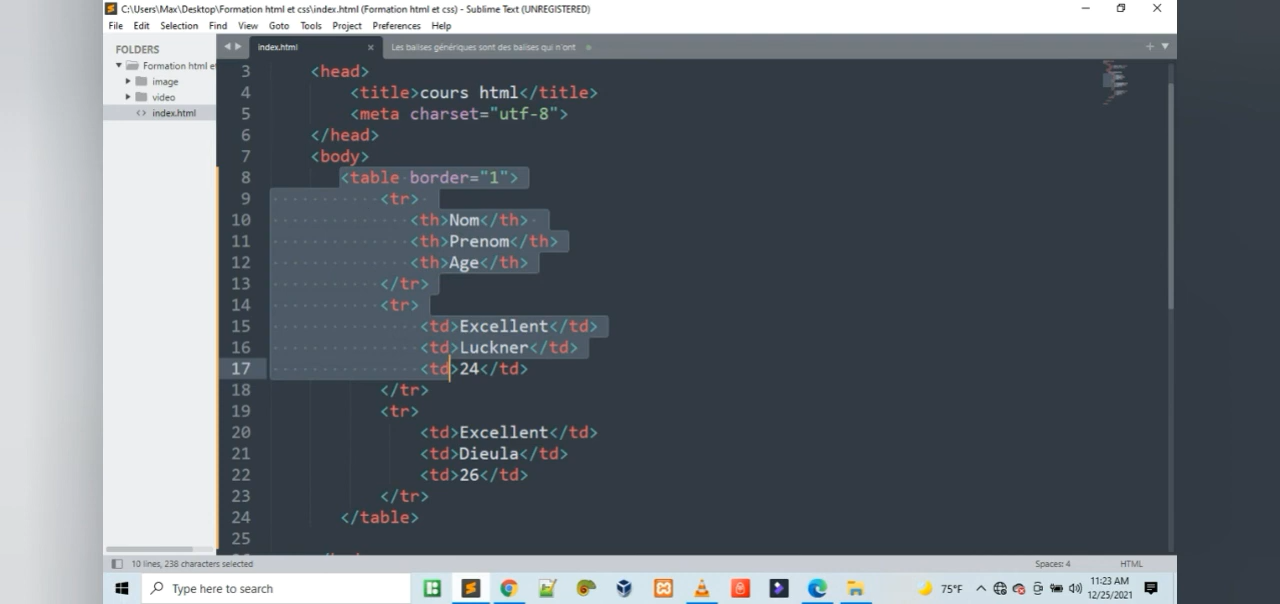 C:\Users\Max\Desktop\Formation html et css\index.html (Formation html et css) - Sublime Text (UNREGISTERED)
File Edit Selection Find View Goto Tools Project Preferences Help
FOLDERS
Formation html e
image
video
index.html
index.html
Les balises génériques sont des balises qui n'ont
3 <head>
4 <title>cours html</title>
5 <meta charset="utf-8">
6 </head>
7 <body>
8 <table border="1">
9 <tr>
10 <th>Nom</th>
11 <th>Prenom</th>
12 <th>Age</th>
13 </tr>
14 <tr>
15 <td>Excellent</td>
16 <td>Luckner</td>
17 <td>24</td>
18 </tr>
19 <tr>
20 <td>Excellent</td>
21 <td>Dieula</td>
22 <td>26</td>
23 </tr>
24 </table>
25
10 lines, 238 characters selected
Spaces: 4
HTML
Type here to search
75°F
11:23 AM
12/25/2021